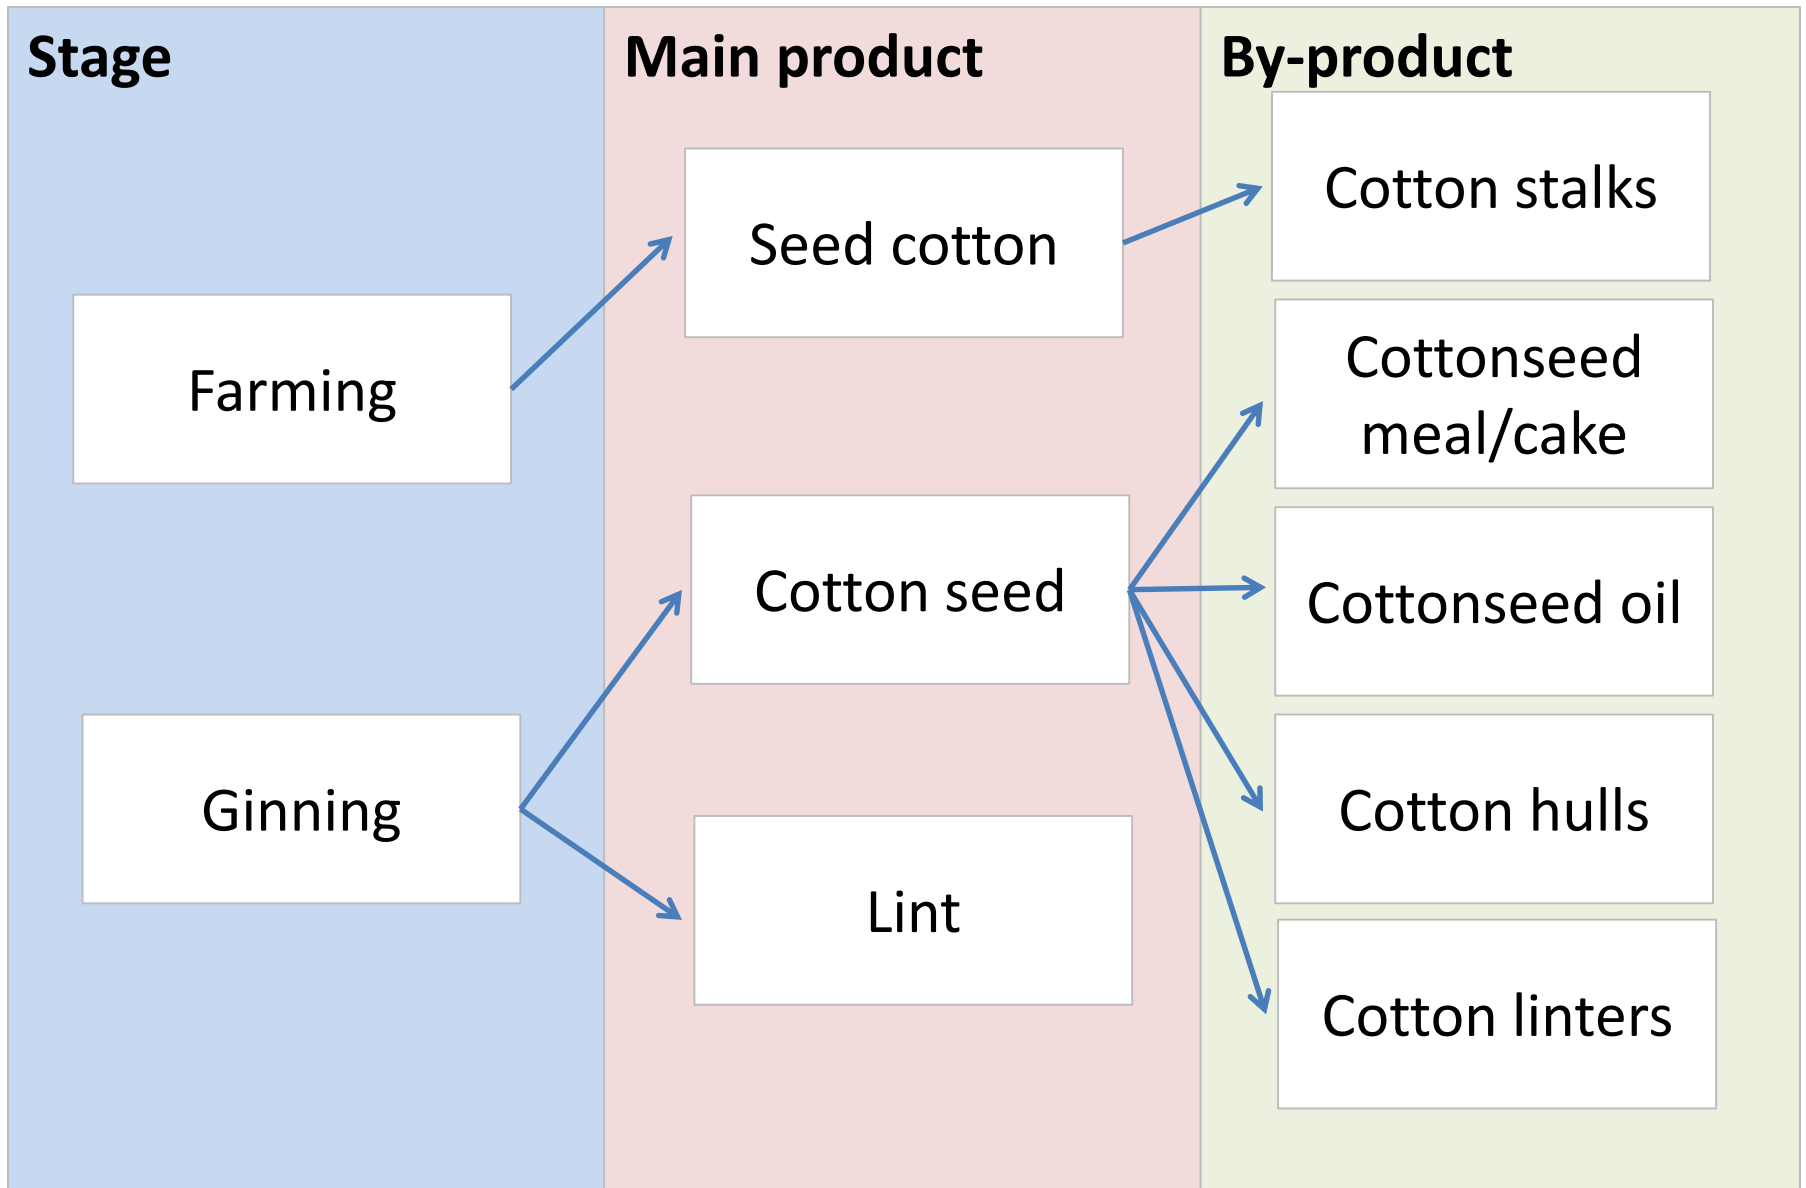 Stage
Main product
By-product
Farming
Ginning
Seed cotton
Cotton seed
Lint
Cotton stalks
Cottonseed
meal/cake
Cottonseed oil
Cotton hulls
Cotton linters